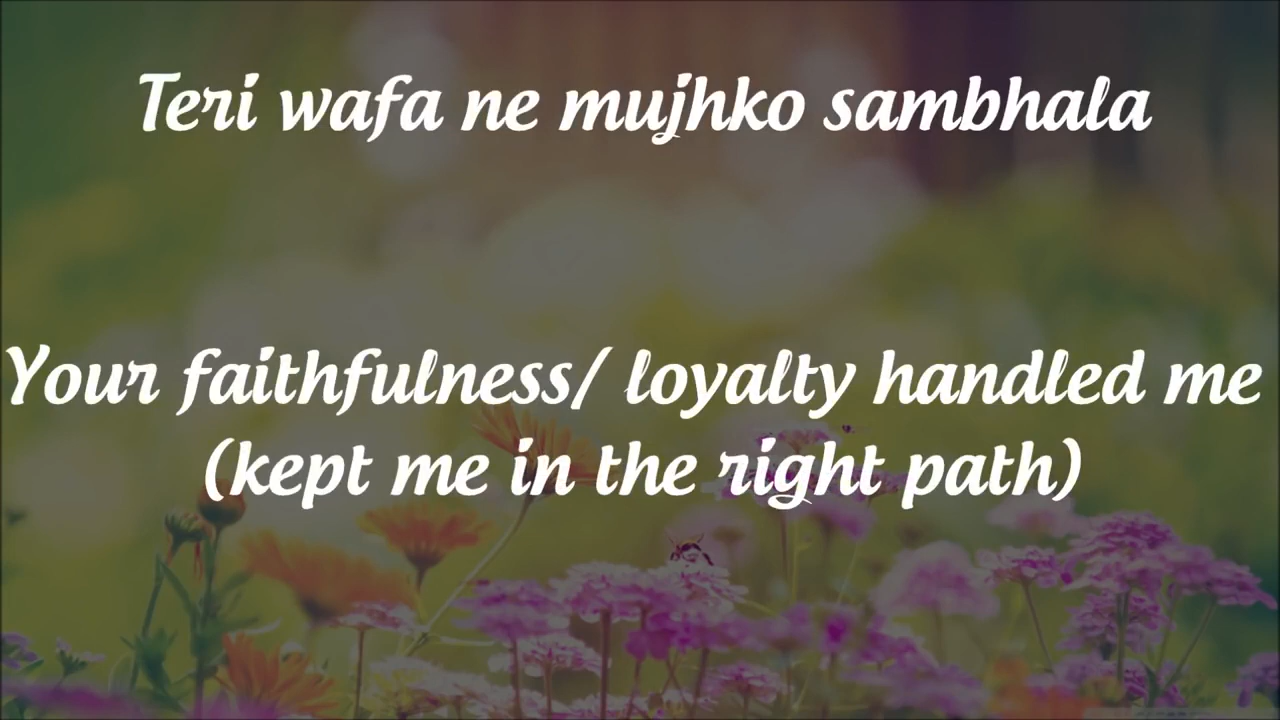 Teri wafa ne mujhko sambhala
Your faithfulness/ loyalty handled me
(kept me in the right path)